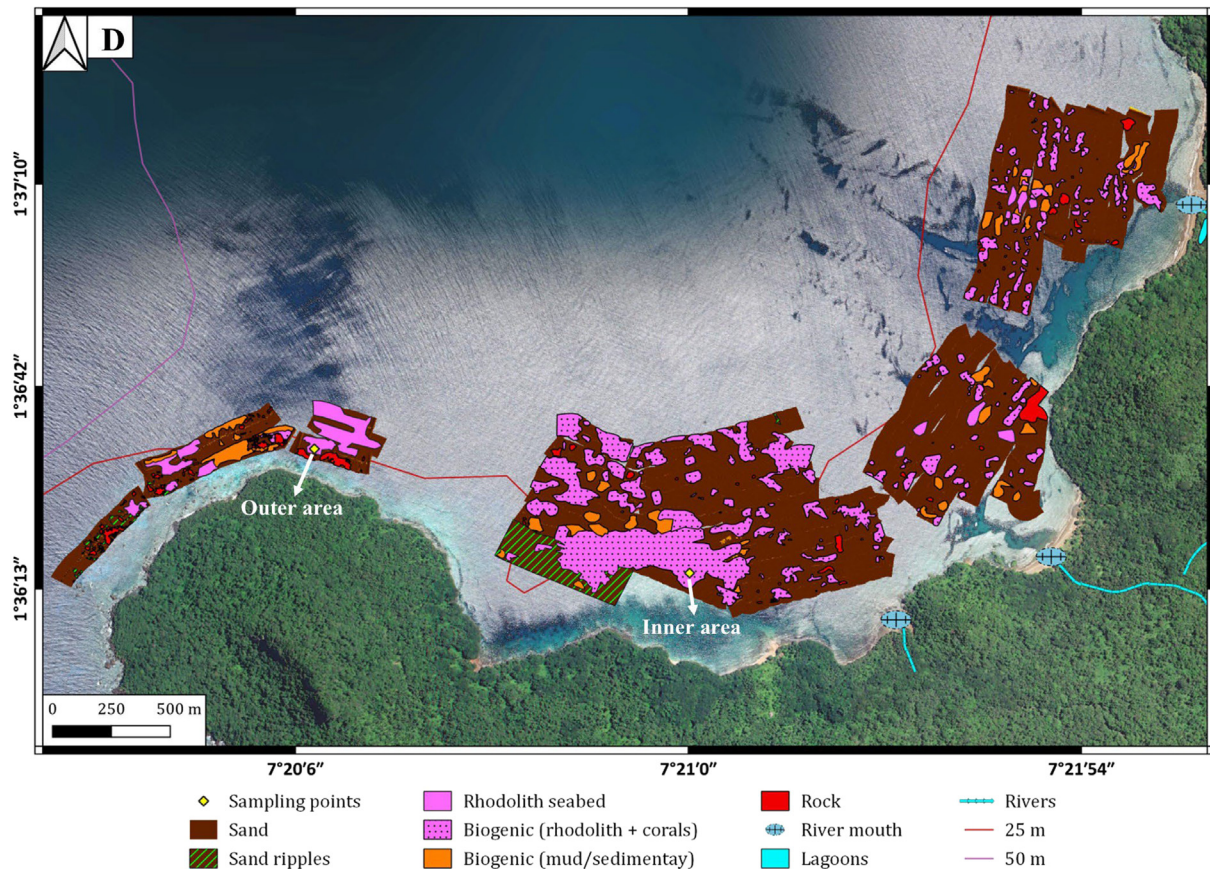 D
1°37'10"
1°36'42"
1°36'13"
Outer area
Inner area
0 250 500 m
7°20'6" 7°21'0" 7°21'54"
Sampling points Rhodolith seabed Rock Rivers
Sand Biogenic (rhodolith + corals) River mouth 25 m
Sand ripples Biogenic (mud/sedimentay) Lagoons 50 m